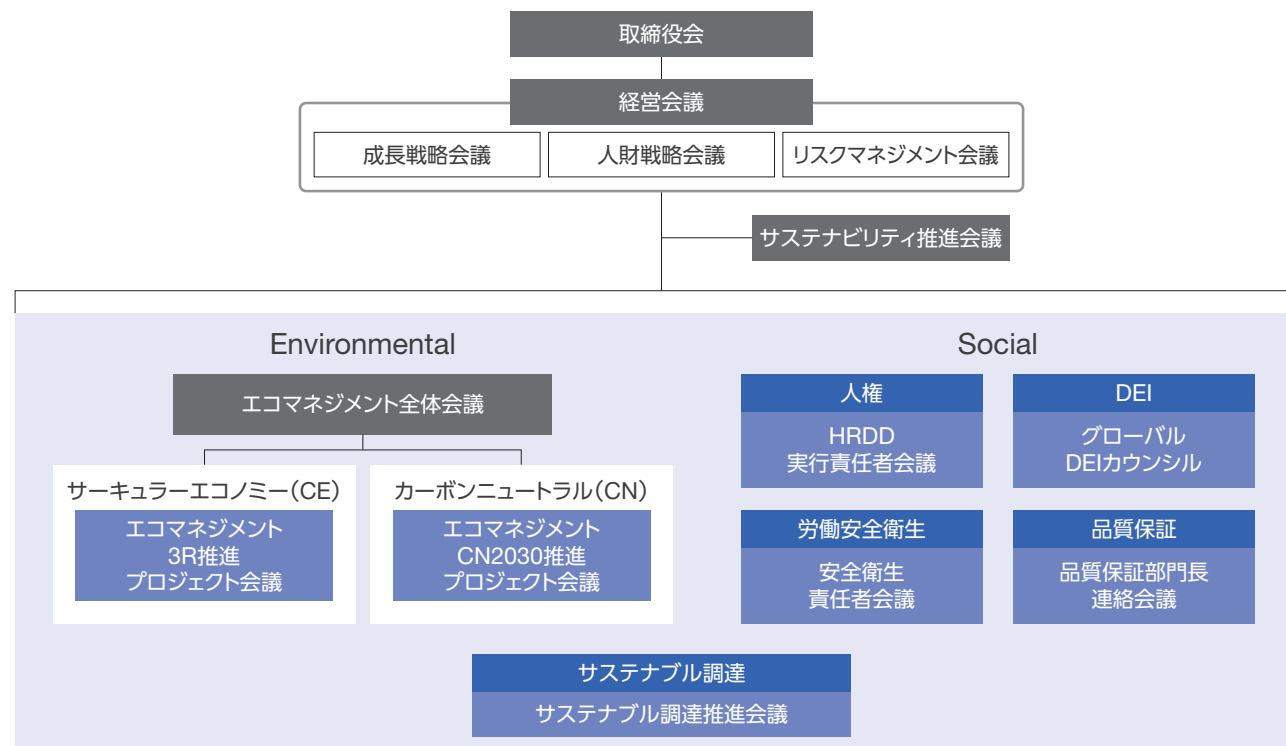 取締役会
経営会議
成長戦略会議
人財戦略会議
リスクマネジメント会議
サステナビリティ推進会議
Environmental
エコマネジメント全体会議
サーキュラーエコノミー(CE)
エコマネジメント
3R推進
プロジェクト会議
カーボンニュートラル(CN)
エコマネジメント
CN2030推進
プロジェクト会議
Social
人権
HRDD
実行責任者会議
DEI
グローバル
DEIカウンシル
労働安全衛生
安全衛生
責任者会議
品質保証
品質保証部門長
連絡会議
サステナブル調達
サステナブル調達推進会議